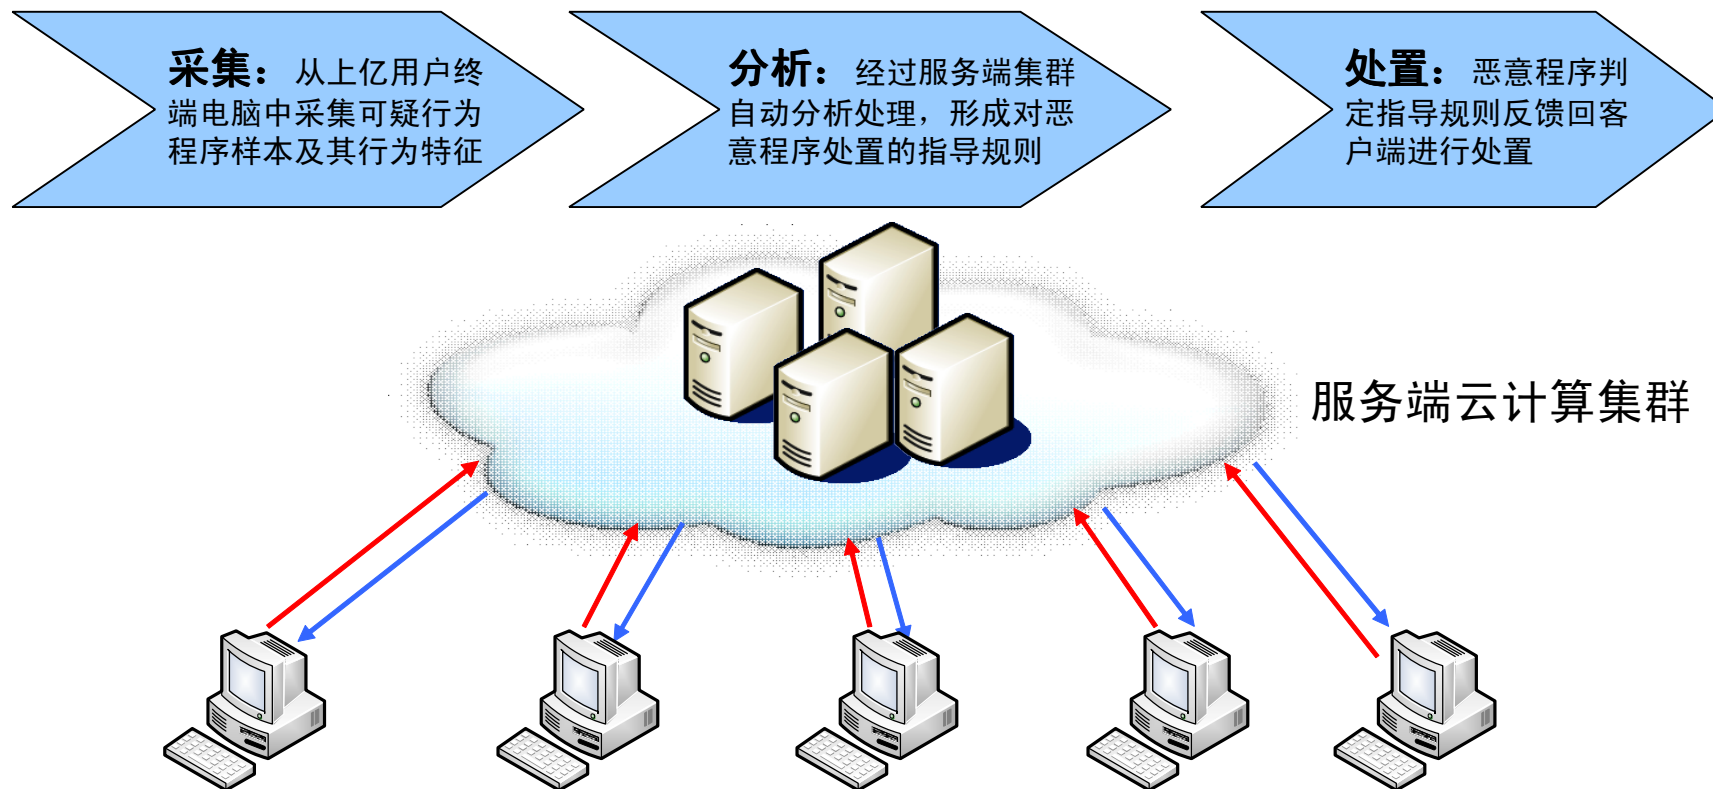 采集：从上亿用户终
端电脑中采集可疑行为
程序样本及其行为特征
分析：经过服务端集群
自动分析处理，形成对恶
意程序处置的指导规则
处置：恶意程序判
定指导规则反馈回客
户端进行处置
服务端云计算集群